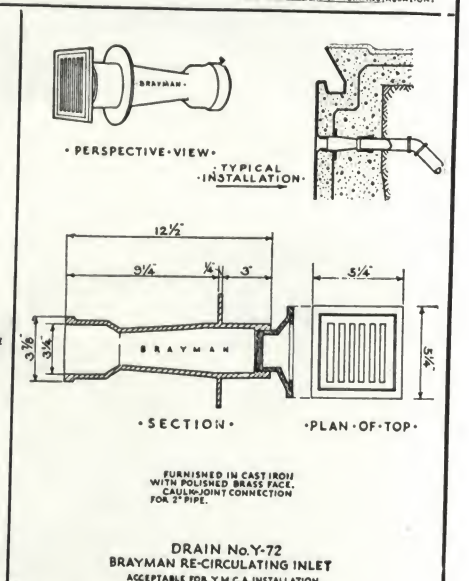 BRAYMAN
• PERSPECTIVE • VIEW •
• TYPICAL
• INSTALLATION •
12½"
9¼"
¼"
3"
5¼"
3⅞"
3¼"
BRAYMAN
5¼"
• SECTION •
• PLAN • OF • TOP •
FURNISHED IN CAST IRON
WITH POLISHED BRASS FACE.
CAULK-JOINT CONNECTION
FOR 2" PIPE.
DRAIN No. Y-72
BRAYMAN RE-CIRCULATING INLET
ACCEPTABLE FOR Y.M.C.A. INSTALLATION